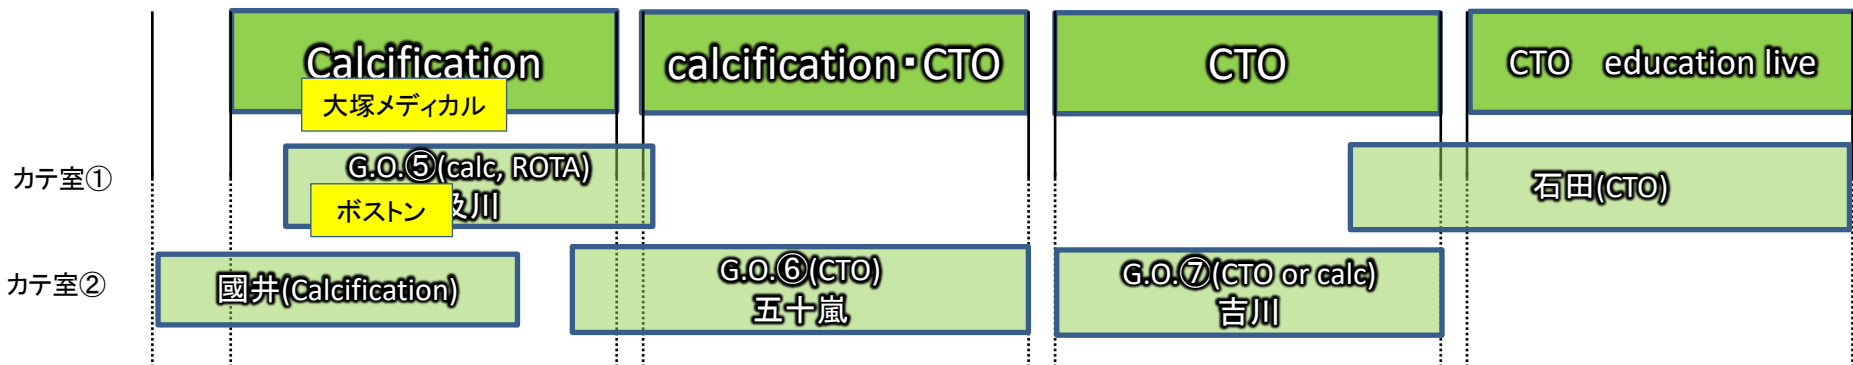 Calcification
大塚メディカル
calcification・CTO
CTO
CTO education live
カテ室①
G.O.⑤(calc, ROTA)
ボストン
川
石田(CTO)
カテ室②
國井(Calcification)
G.O.⑥(CTO)
五十嵐
G.O.⑦(CTO or calc)
吉川